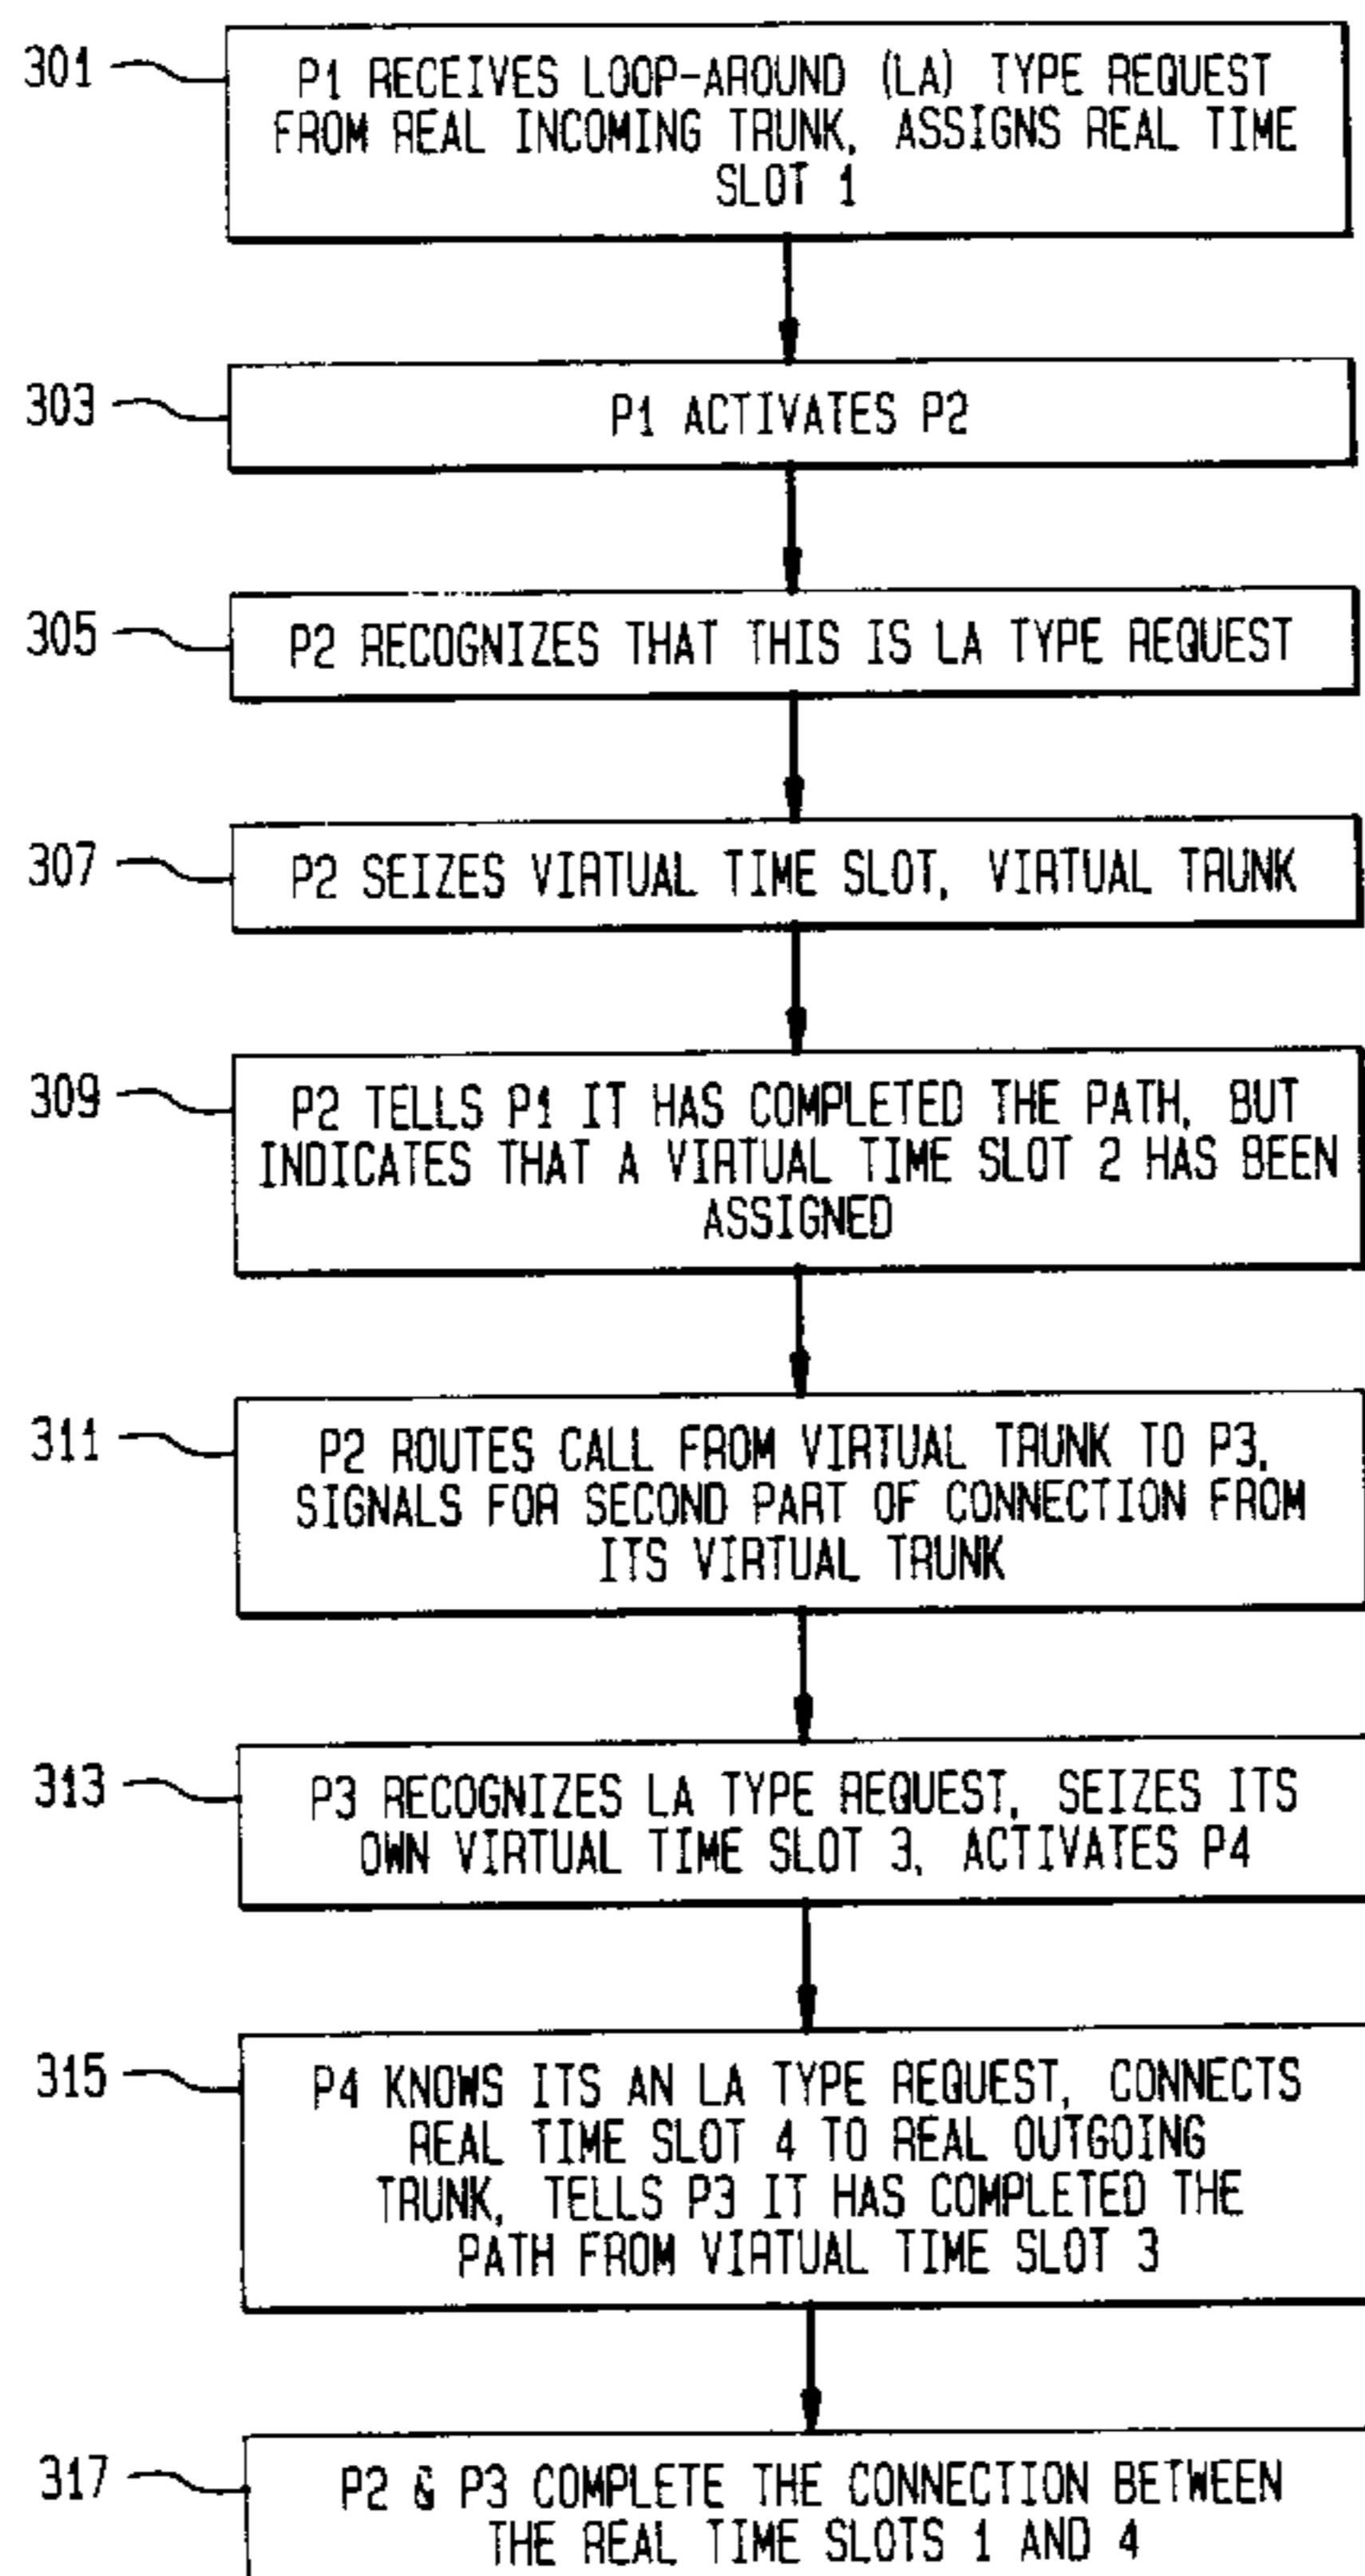 301
P1 RECEIVES LOOP-AROUND (LA) TYPE REQUEST
FROM REAL INCOMING TRUNK, ASSIGNS REAL TIME
SLOT 1
303
P1 ACTIVATES P2
305
P2 RECOGNIZES THAT THIS IS LA TYPE REQUEST
307
P2 SEIZES VIRTUAL TIME SLOT, VIRTUAL TRUNK
309
P2 TELLS P1 IT HAS COMPLETED THE PATH, BUT
INDICATES THAT A VIRTUAL TIME SLOT 2 HAS BEEN
ASSIGNED
311
P2 ROUTES CALL FROM VIRTUAL TRUNK TO P3,
SIGNALS FOR SECOND PART OF CONNECTION FROM
ITS VIRTUAL TRUNK
313
P3 RECOGNIZES LA TYPE REQUEST, SEIZES ITS
OWN VIRTUAL TIME SLOT 3, ACTIVATES P4
315
P4 KNOWS ITS AN LA TYPE REQUEST, CONNECTS
REAL TIME SLOT 4 TO REAL OUTGOING
TRUNK, TELLS P3 IT HAS COMPLETED THE
PATH FROM VIRTUAL TIME SLOT 3
317
P2 & P3 COMPLETE THE CONNECTION BETWEEN
THE REAL TIME SLOTS 1 AND 4